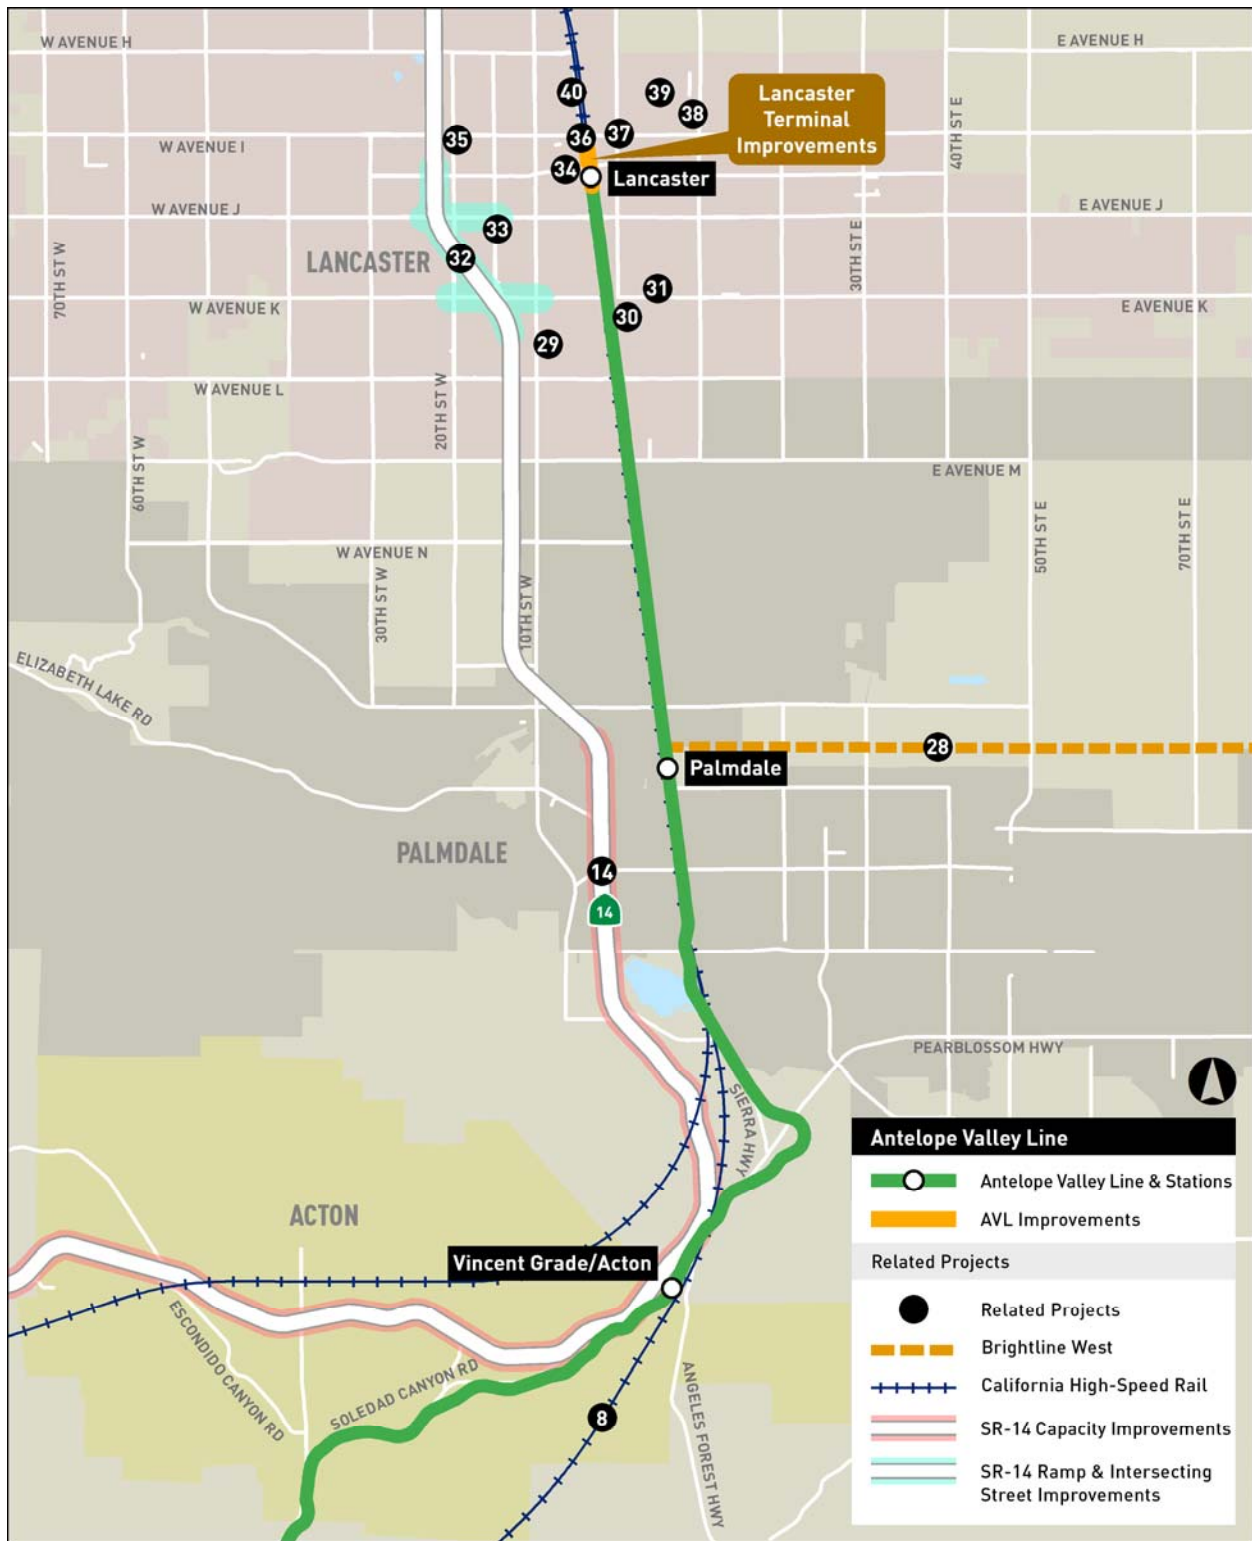 W AVENUE H
E AVENUE H
40
39
38
Lancaster
Terminal
Improvements
35
36
37
W AVENUE I
34
Lancaster
40TH ST E
W AVENUE J
E AVENUE J
33
70TH ST W
LANCASTER
32
30TH ST E
31
W AVENUE K
E AVENUE K
30
29
W AVENUE L
20TH ST W
60TH ST W
E AVENUE M
W AVENUE N
50TH ST E
70TH ST E
30TH ST W
10TH ST W
ELIZABETH LAKE RD
28
Palmdale
PALMDALE
14
14
PEARBLOSSOM HWY
SIERRA HWY
ACTON
Vincent Grade/Acton
ESCONDIDO CANYON RD
SOLEDAD CANYON RD
ANGELES FOREST HWY
8
Antelope Valley Line
Antelope Valley Line & Stations
AVL Improvements
Related Projects
Related Projects
Brightline West
California High-Speed Rail
SR-14 Capacity Improvements
SR-14 Ramp & Intersecting
Street Improvements